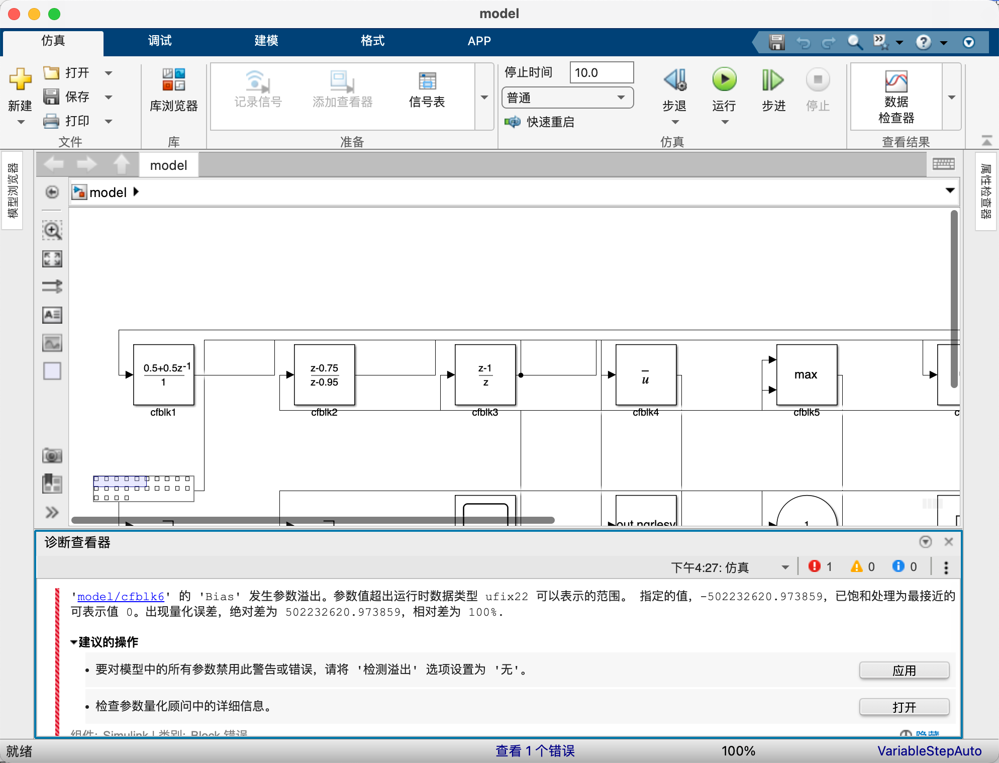 model
仿真
调试
建模
格式
APP
新建
打开
保存
打印
文件
库浏览器
库
记录信号
添加查看器
信号表
准备
停止时间
10.0
普通
快速重启
步退
运行
步进
停止
仿真
数据
检查器
查看结果
模型浏览器
属性检查器
model
model
0.5+0.5z-1
1
cfblk1
z-0.75
z-0.95
cfblk2
z-1
z
cfblk3
u
cfblk4
max
cfblk5
c
out.nqrlesv
1
诊断查看器
下午4:27: 仿真
1
0
0
'model/cfblk6' 的 'Bias' 发生参数溢出。参数值超出运行时数据类型 ufix22 可以表示的范围。 指定的值，-502232620.973859，已饱和处理为最接近的
可表示值 0。出现量化误差，绝对差为 502232620.973859，相对差为 100%.
建议的操作
• 要对模型中的所有参数禁用此警告或错误，请将 '检测溢出' 选项设置为 '无'。
应用
• 检查参数量化顾问中的详细信息。
打开
组件: Simulink | 类别: Block 错误
隐藏
就绪
查看 1 个错误
100%
VariableStepAuto